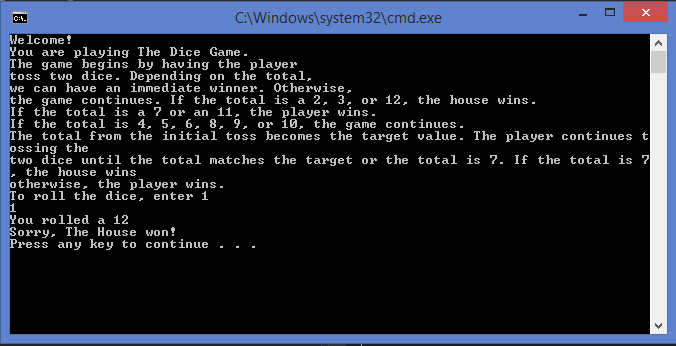 C:\Windows\system32\cmd.exe
Welcome!
You are playing The Dice Game.
The game begins by having the player
toss two dice. Depending on the total,
we can have an immediate winner. Otherwise,
the game continues. If the total is a 2, 3, or 12, the house wins.
If the total is a 7 or an 11, the player wins.
If the total is 4, 5, 6, 8, 9, or 10, the game continues.
The total from the initial toss becomes the target value. The player continues t
ossing the
two dice until the total matches the target or the total is 7. If the total is 7
, the house wins
otherwise, the player wins.
To roll the dice, enter 1
1
You rolled a 12
Sorry, The House won!
Press any key to continue . . .